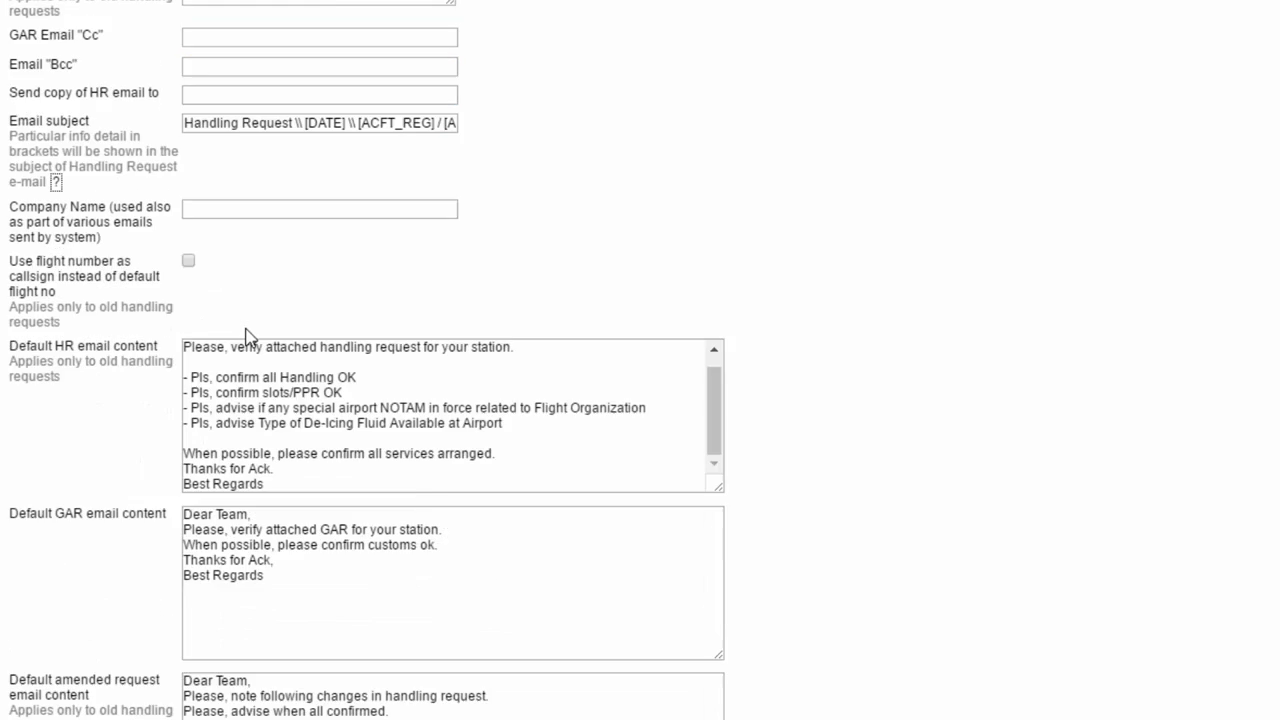 Applies only to old handling
requests
GAR Email "Cc"
Email "Bcc"
Send copy of HR email to
Email subject
Handling Request \\ [DATE] \\ [ACFT_REG] / [A
Particular info detail in
brackets will be shown in the
subject of Handling Request
e-mail ?
Company Name (used also
as part of various emails
sent by system)
Use flight number as
callsign instead of default
flight no
Applies only to old handling
requests
Default HR email content
Applies only to old handling
requests
Please, verify attached handling request for your station.
- Pls, confirm all Handling OK
- Pls, confirm slots/PPR OK
- Pls, advise if any special airport NOTAM in force related to Flight Organization
- Pls, advise Type of De-Icing Fluid Available at Airport
When possible, please confirm all services arranged.
Thanks for Ack.
Best Regards
Default GAR email content
Dear Team,
Please, verify attached GAR for your station.
When possible, please confirm customs ok.
Thanks for Ack,
Best Regards
Default amended request
email content
Applies only to old handling
Dear Team,
Please, note following changes in handling request.
Please, advise when all confirmed.